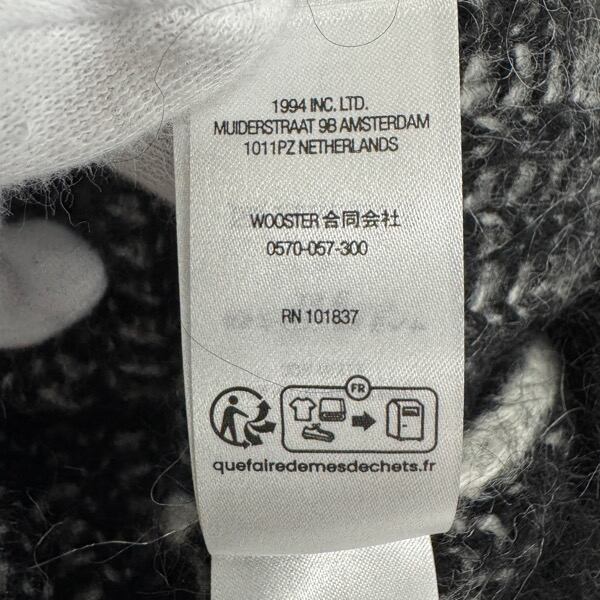 1994 INC. LTD.
MUIDERSTRAAT 9B AMSTERDAM
1011PZ NETHERLANDS
WOOSTER 合同会社
0570-057-300
RN 101837
FR
quefairedemesdechets.fr